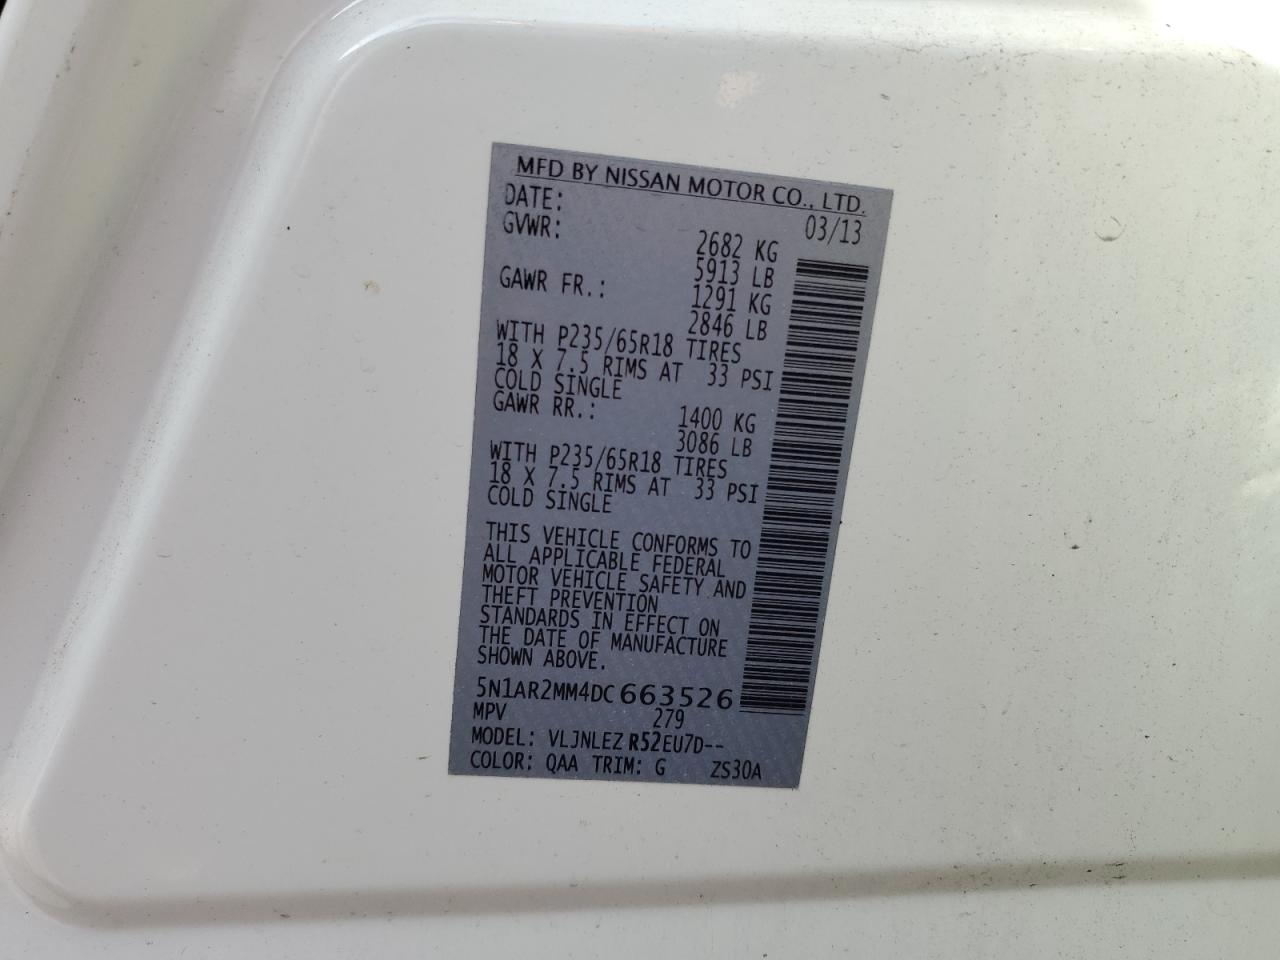 MFD BY NISSAN MOTOR CO., LTD.
DATE: 03/13
GVWR: 2682 KG
5913 LB
GAWR FR.: 1291 KG
2846 LB
WITH P235/65R18 TIRES
18 X 7.5 RIMS AT 33 PSI
COLD SINGLE
GAWR RR.: 1400 KG
3086 LB
WITH P235/65R18 TIRES
18 X 7.5 RIMS AT 33 PSI
COLD SINGLE
THIS VEHICLE CONFORMS TO
ALL APPLICABLE FEDERAL
MOTOR VEHICLE SAFETY AND
THEFT PREVENTION
STANDARDS IN EFFECT ON
THE DATE OF MANUFACTURE
SHOWN ABOVE.
5N1AR2MM4DC663526
MPV 279
MODEL: VLJNLEZ R52EU7D--
COLOR: QAA TRIM: G ZS30A